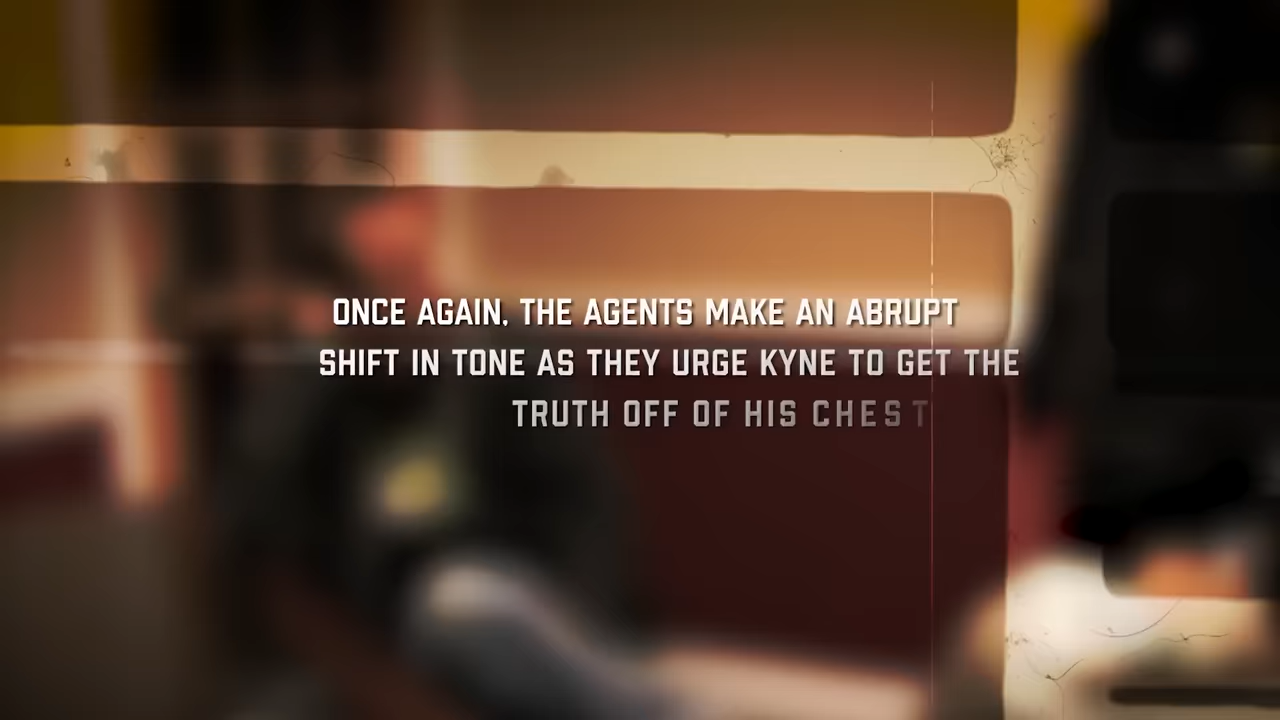 ONCE AGAIN, THE AGENTS MAKE AN ABRUPT
SHIFT IN TONE AS THEY URGE KYNE TO GET THE
TRUTH OFF OF HIS CHEST